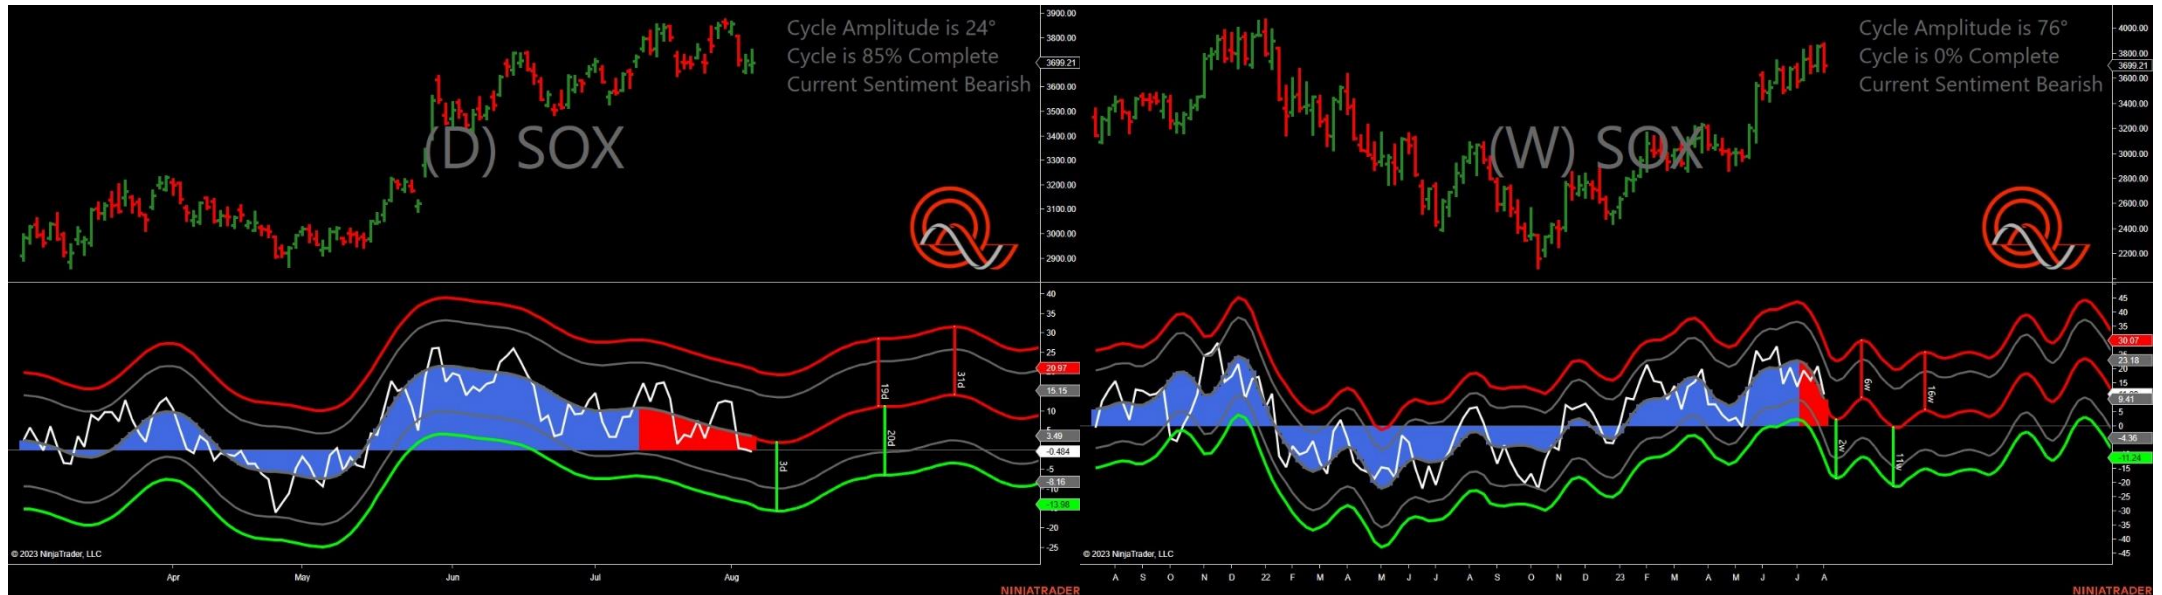 Cycle Amplitude is 24°
Cycle is 85% Complete
Current Sentiment Bearish
(D) SOX
3900.00
3800.00
3699.21
3600.00
3500.00
3400.00
3300.00
3200.00
3100.00
3000.00
2900.00
40
35
30
25
20.97
15.15
10
3.49
-0.484
-5
-8.16
-13.98
-20
-25
19d
31d
20d
3d
© 2023 NinjaTrader, LLC
Apr May Jun Jul Aug
NINJATRADER
Cycle Amplitude is 76°
Cycle is 0% Complete
Current Sentiment Bearish
(W) SOX
4000.00
3800.00
3699.21
3600.00
3400.00
3200.00
3000.00
2800.00
2600.00
2400.00
2200.00
45
35
30.07
23.18
20
15
9.41
5
0
-4.36
-11.24
-15
-20
-25
-30
-35
-40
-45
6w
16w
2w
11w
© 2023 NinjaTrader, LLC
A S O N D 22 F M A M J J A S O N D 23 F M A M J J A
NINJATRADER